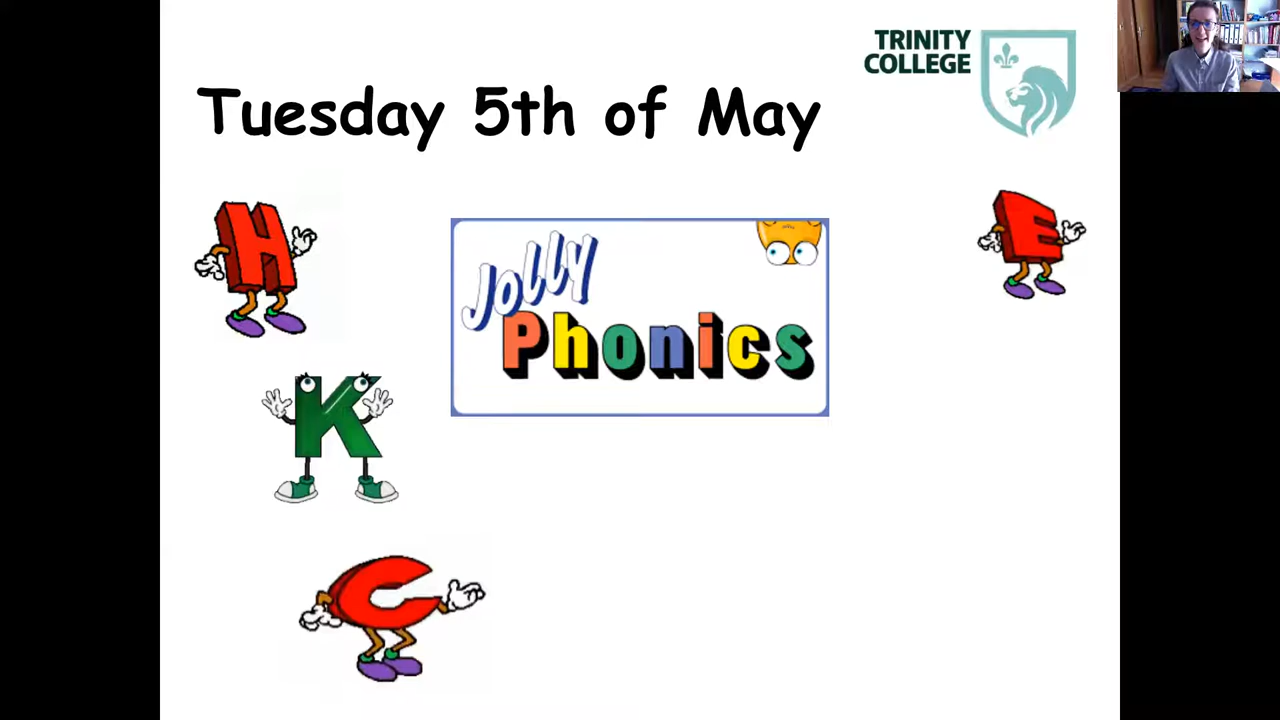 TRINITY
COLLEGE
Tuesday 5th of May
H
E
Jolly
Phonics
K
C